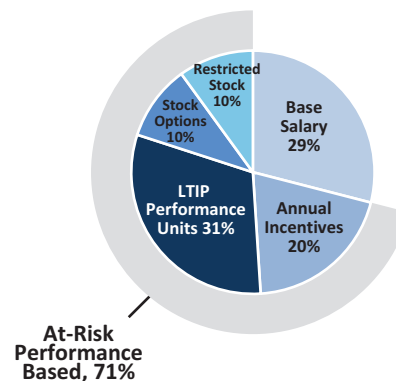 Restricted
Stock
10%
Base
Salary
29%
Stock
Options
10%
LTIP
Performance
Units 31%
Annual
Incentives
20%
At-Risk
Performance
Based, 71%